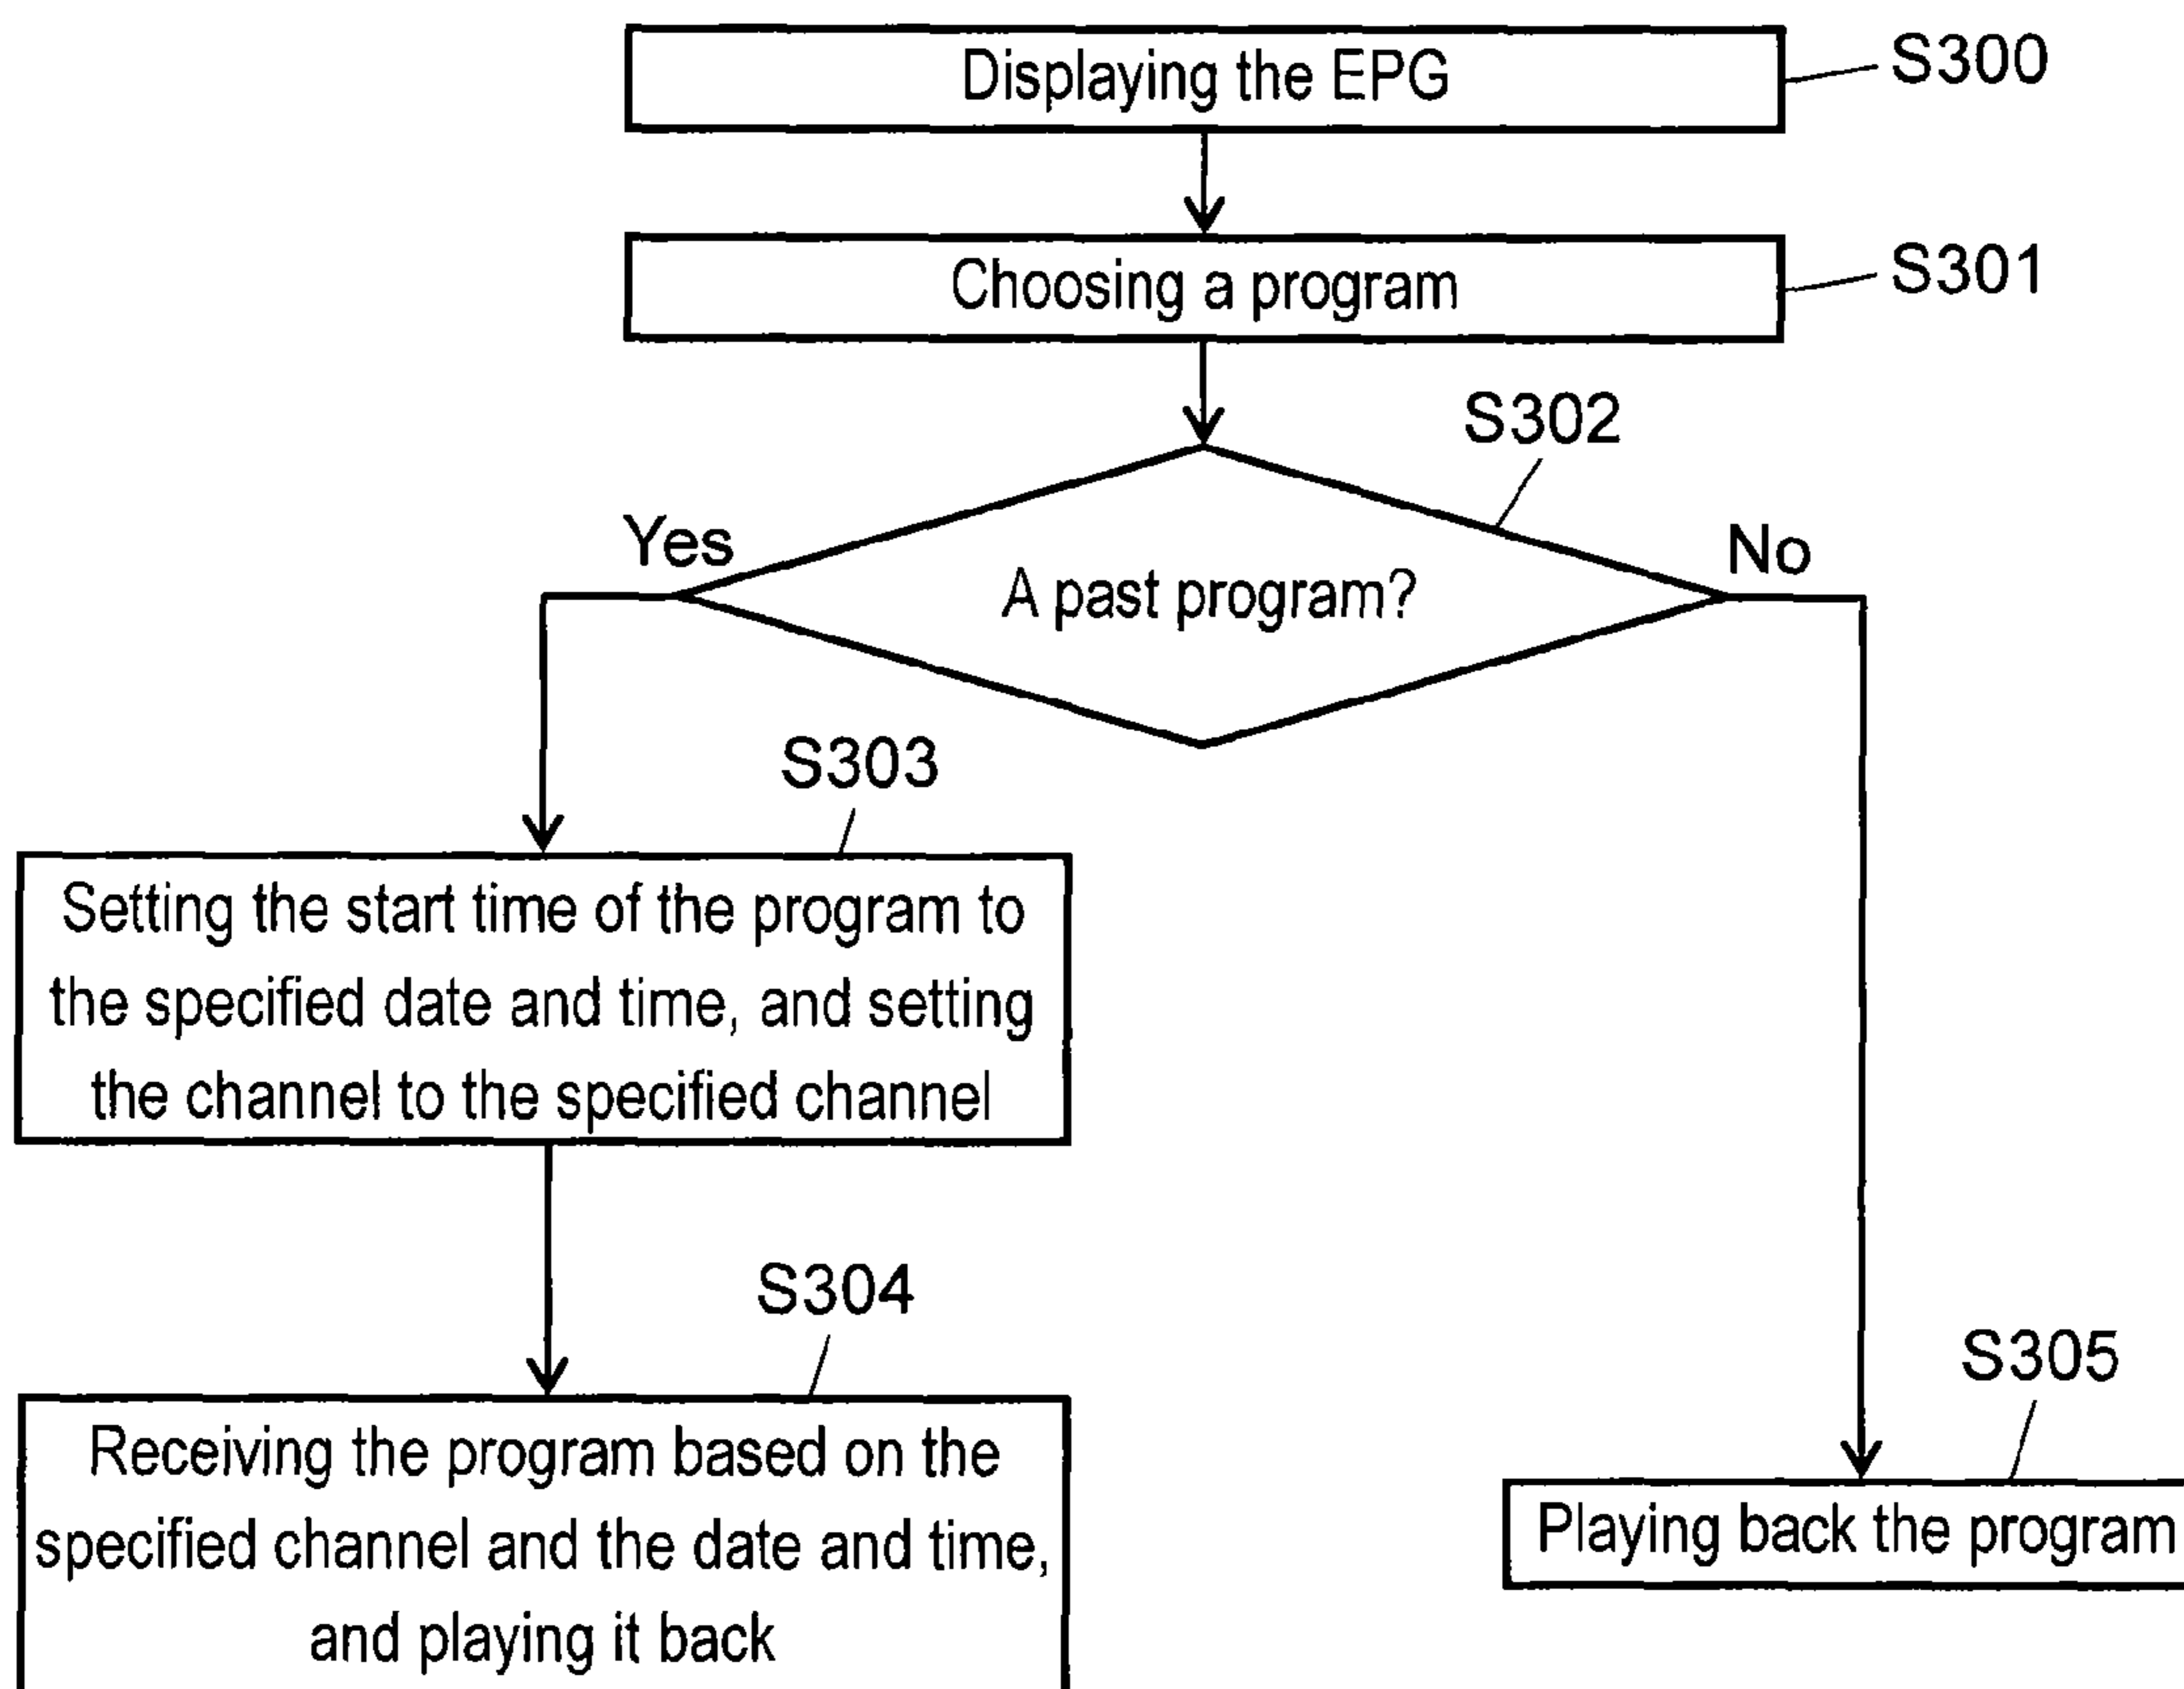 Displaying the EPG
S300
Choosing a program
S301
S302
Yes
A past program?
No
S303
Setting the start time of the program to
the specified date and time, and setting
the channel to the specified channel
S304
Receiving the program based on the
specified channel and the date and time,
and playing it back
S305
Playing back the program